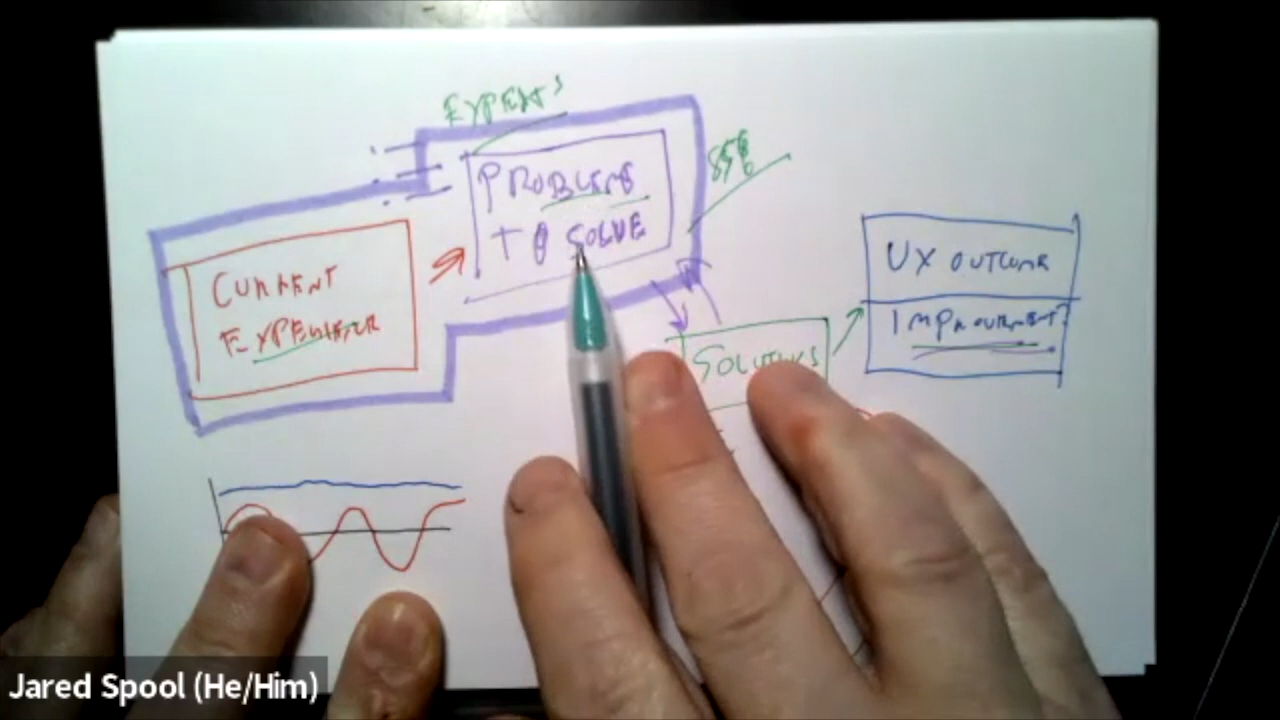 EXPERTS
PROBLEMS
TO SOLVE
CURRENT
EXPERIENCE
UX OUTCOME
IMPROVEMENT?
SOLUTIONS
Jared Spool (He/Him)